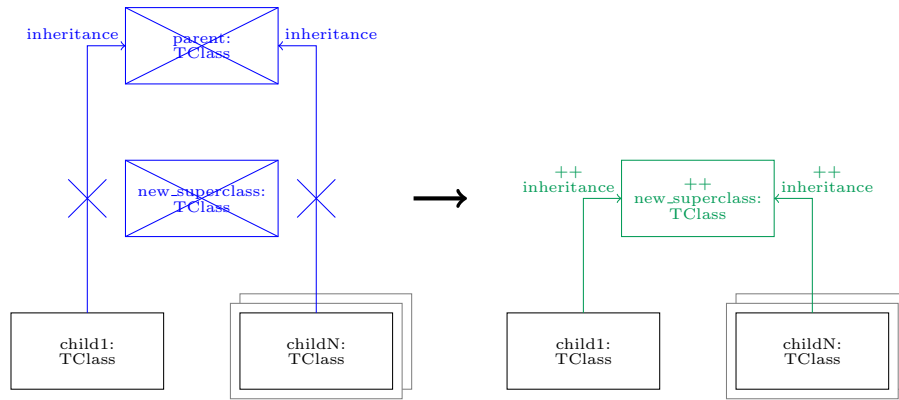 inheritance
parent:
TClass
inheritance
new_superclass:
TClass
child1:
TClass
childN:
TClass
++
inheritance
++
new_superclass:
TClass
++
inheritance
child1:
TClass
childN:
TClass